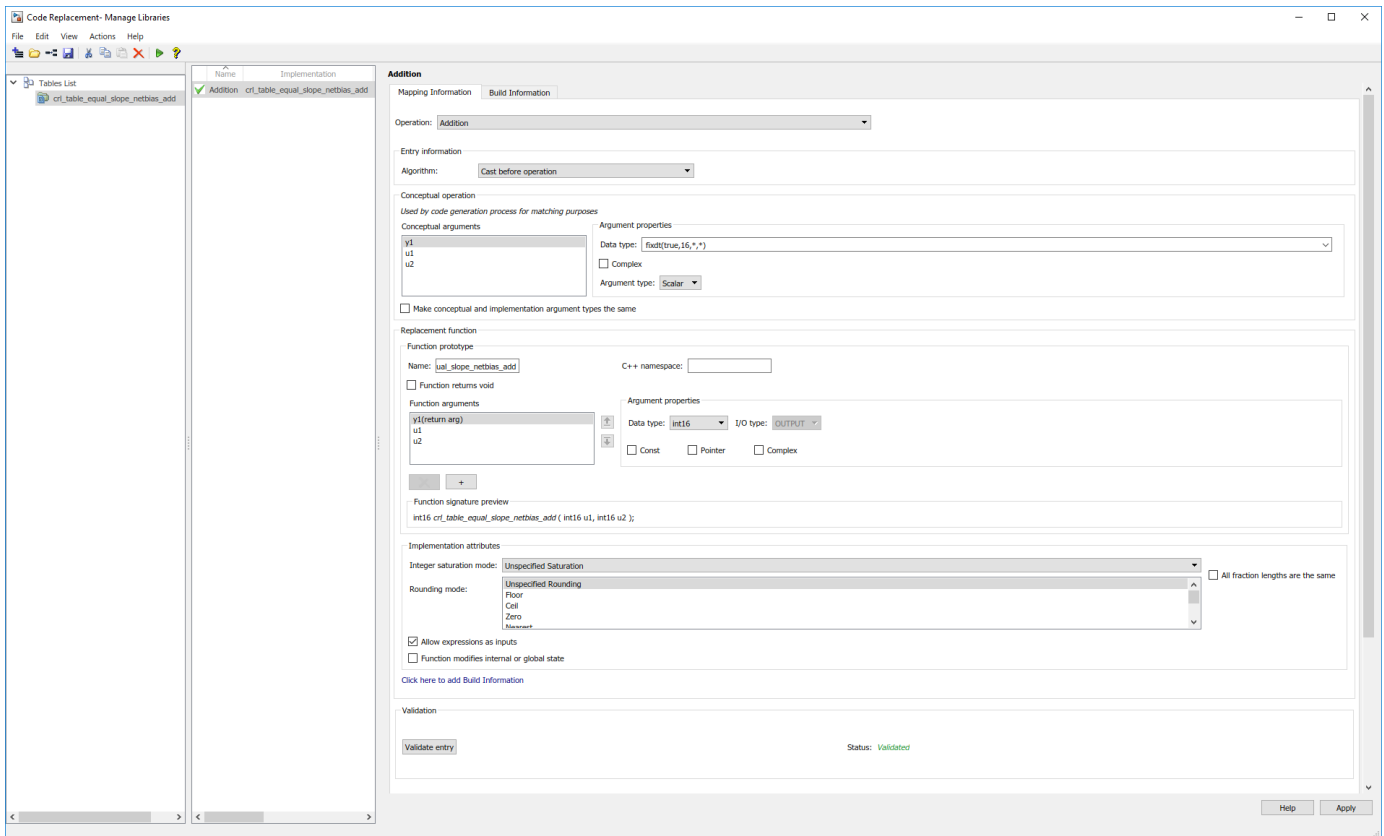 Code Replacement- Manage Libraries
File Edit View Actions Help
Tables List
crl_table_equal_slope_netbias_add
Name Implementation
Addition crl_table_equal_slope_netbias_add
Addition
Mapping Information Build Information
Operation: Addition
Entry information
Algorithm: Cast before operation
Conceptual operation
Used by code generation process for matching purposes
Conceptual arguments
y1
u1
u2
Argument properties
Data type: fixdt(true,16,*,*)
Complex
Argument type: Scalar
Make conceptual and implementation argument types the same
Replacement function
Function prototype
Name: ual_slope_netbias_add C++ namespace:
Function returns void
Function arguments
y1(return arg)
u1
u2
Argument properties
Data type: int16 I/O type: OUTPUT
Const Pointer Complex
+
Function signature preview
int16 crl_table_equal_slope_netbias_add ( int16 u1, int16 u2 );
Implementation attributes
Integer saturation mode: Unspecified Saturation
All fraction lengths are the same
Rounding mode:
Unspecified Rounding
Floor
Ceil
Zero
Nearest
Allow expressions as inputs
Function modifies internal or global state
Click here to add Build Information
Validation
Validate entry Status: Validated
Help Apply